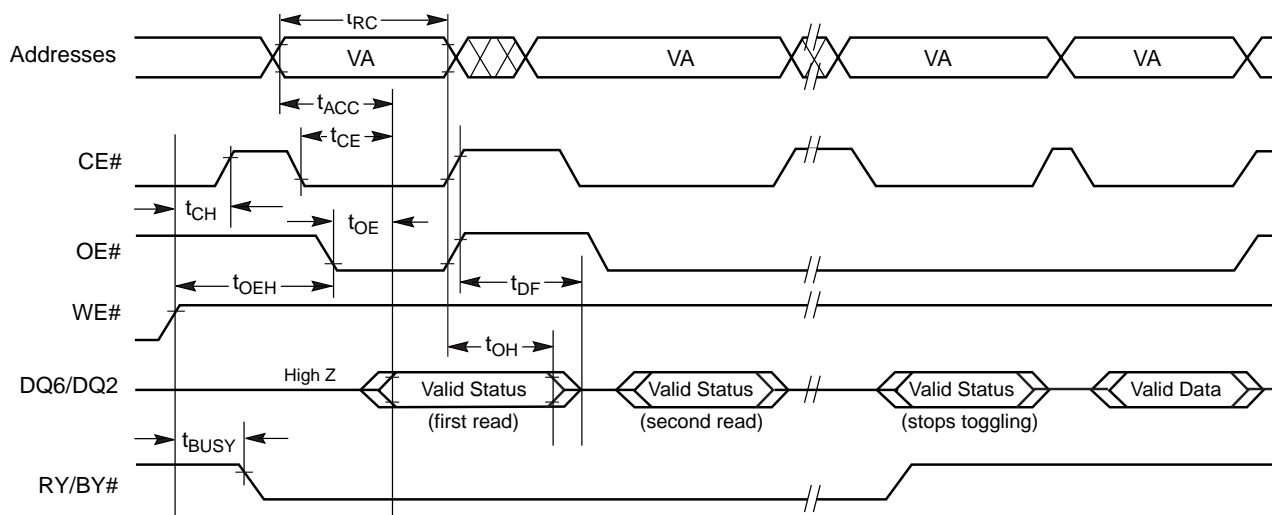 tRC
Addresses VA VA VA VA
tACC
tCE
CE#
tCH tOE
OE#
tOEH tDF
WE#
tOH
DQ6/DQ2 High Z Valid Status Valid Status Valid Status Valid Data
(first read) (second read) (stops toggling)
tBUSY
RY/BY#